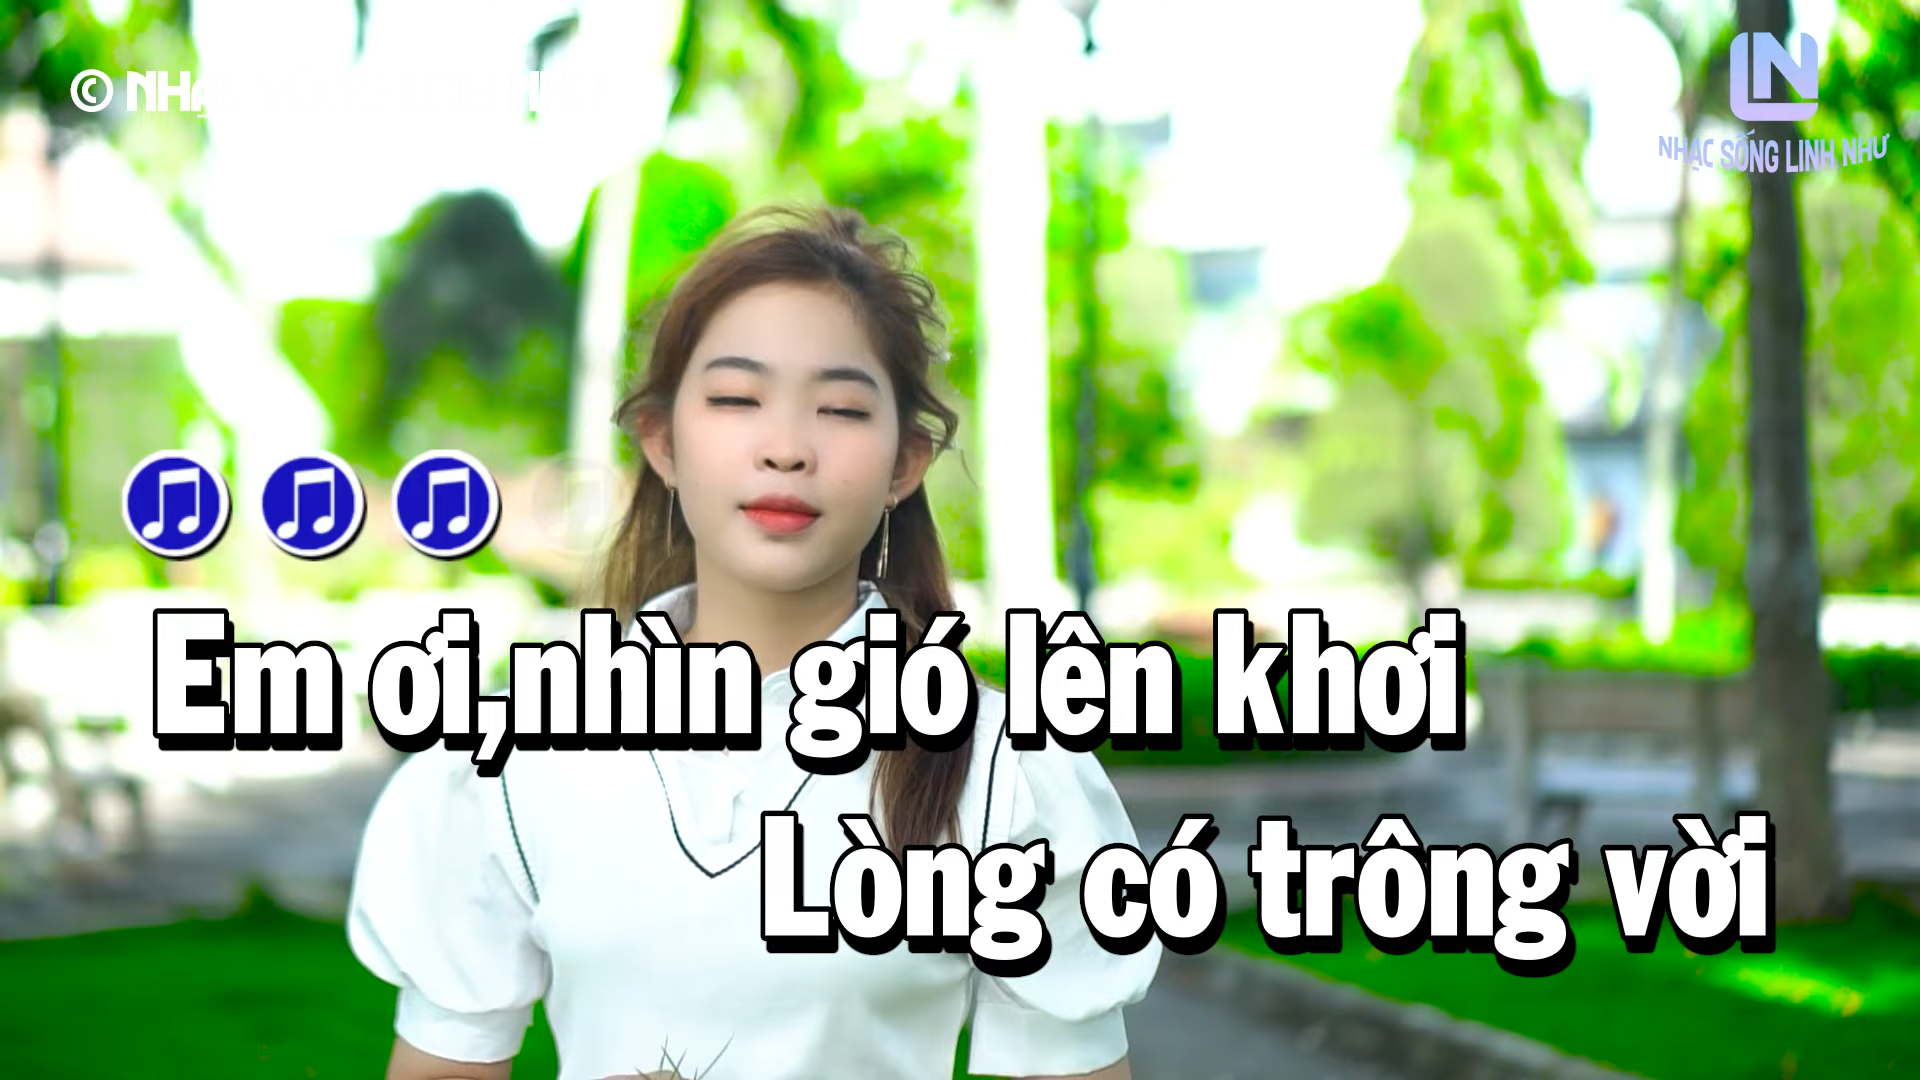 NHẠC SỐNG LINH NHƯ
Em ơi,nhìn gió lên khơi
Lòng có trông vời